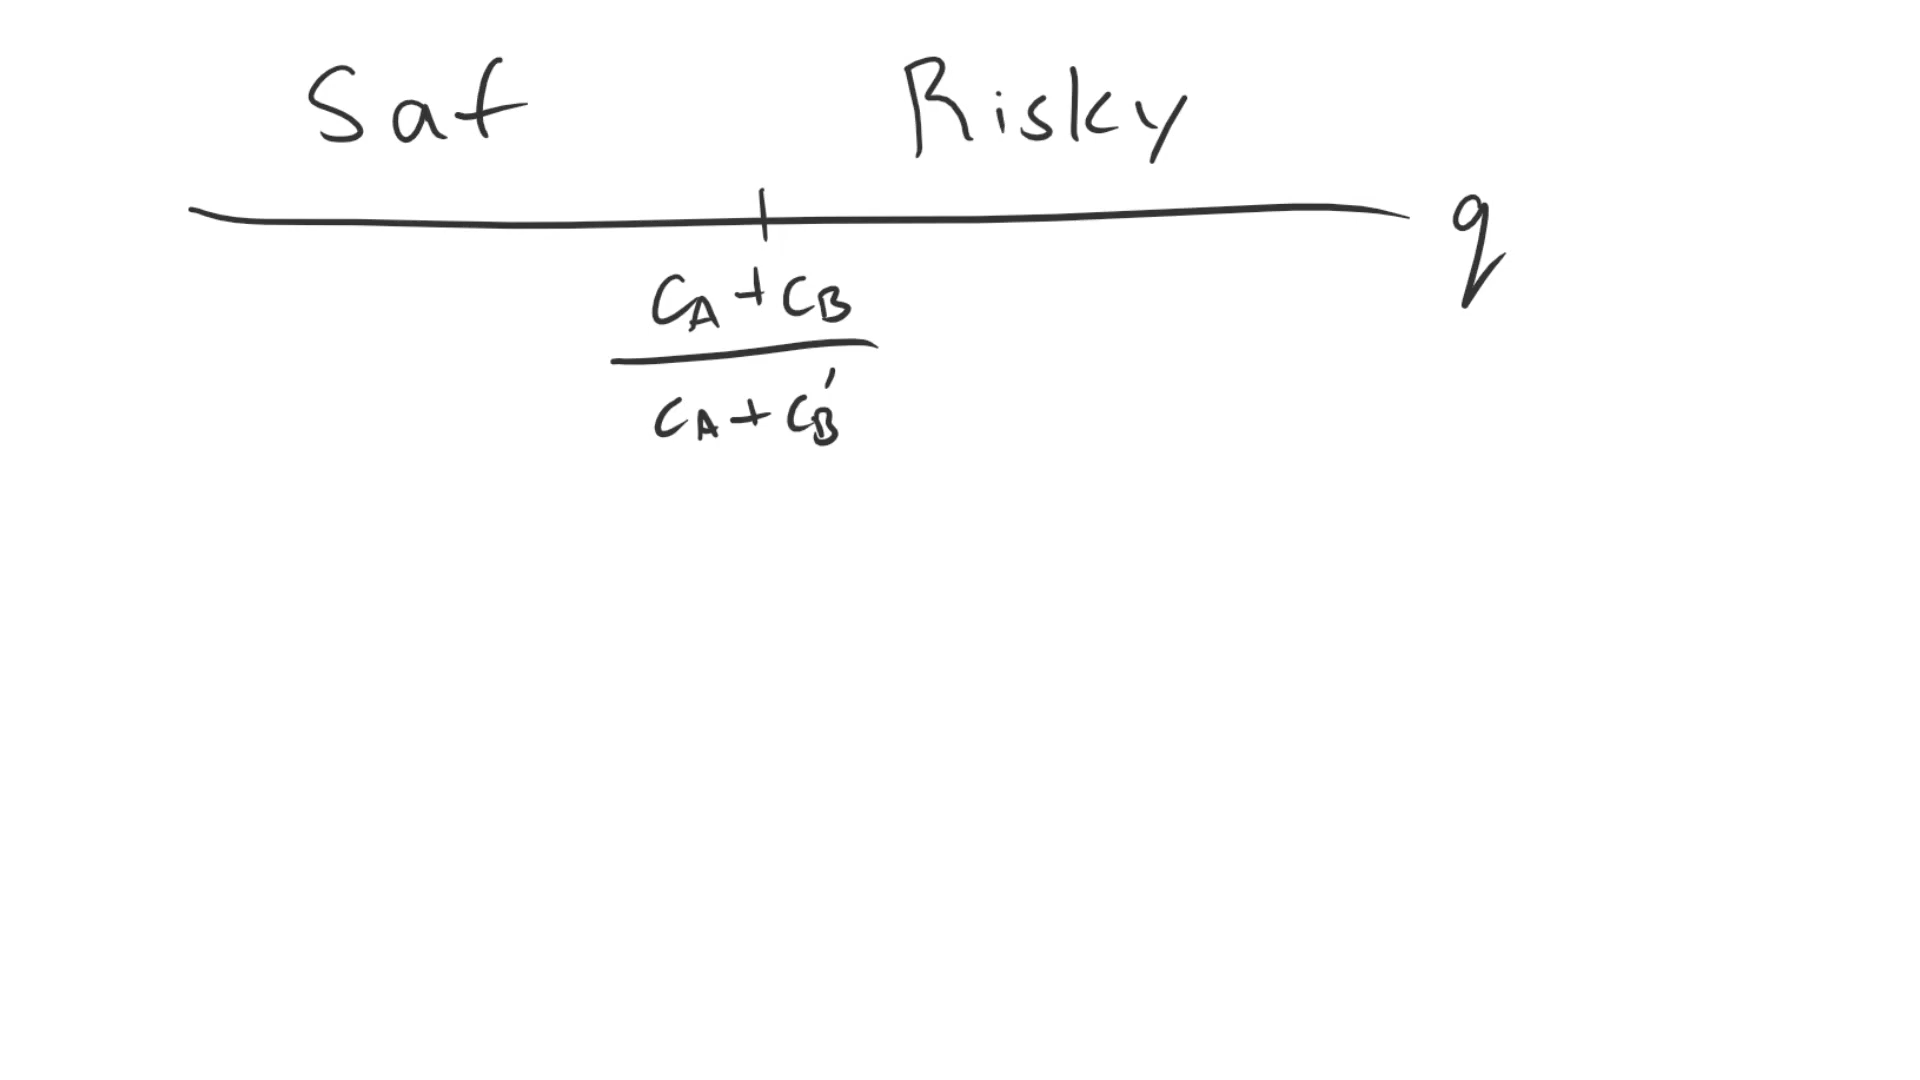 Saf Risky
q
C_A + C_B
C_A + C_B'